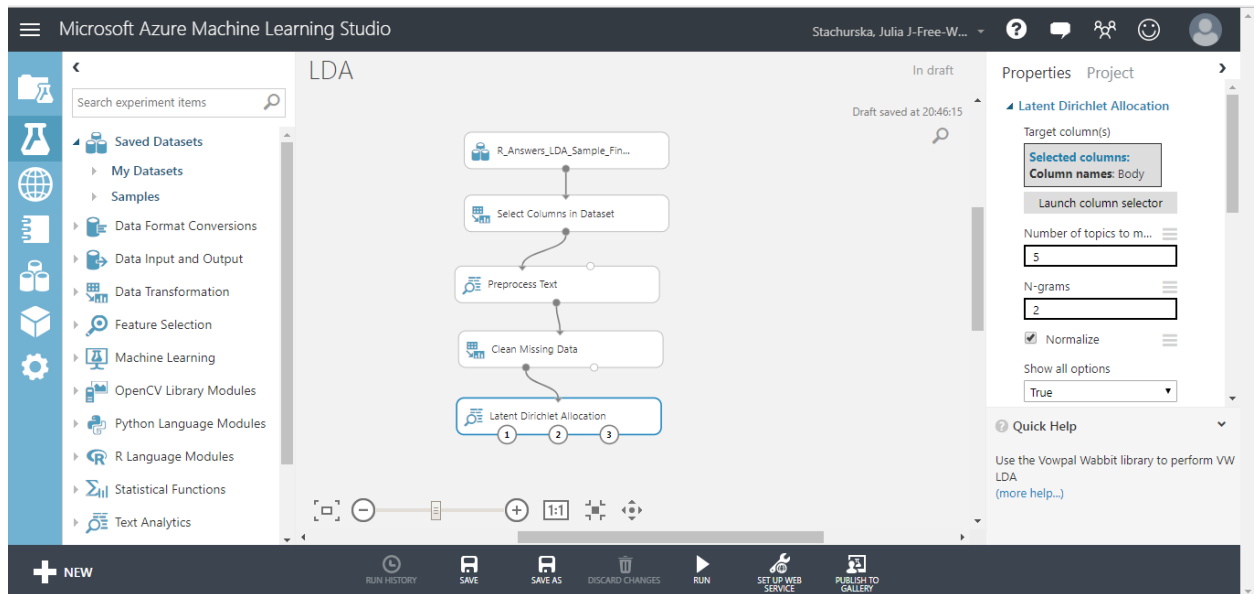 Microsoft Azure Machine Learning Studio
Stachurska, Julia J-Free-W...
Search experiment items
Saved Datasets
My Datasets
Samples
Data Format Conversions
Data Input and Output
Data Transformation
Feature Selection
Machine Learning
OpenCV Library Modules
Python Language Modules
R Language Modules
Statistical Functions
Text Analytics
LDA
In draft
Draft saved at 20:46:15
R_Answers_LDA_Sample_Fin...
Select Columns in Dataset
Preprocess Text
Clean Missing Data
Latent Dirichlet Allocation
1 2 3
1:1
Properties Project
Latent Dirichlet Allocation
Target column(s)
Selected columns:
Column names: Body
Launch column selector
Number of topics to m...
5
N-grams
2
Normalize
Show all options
True
Quick Help
Use the Vowpal Wabbit library to perform VW
LDA
(more help...)
NEW
RUN HISTORY
SAVE
SAVE AS
DISCARD CHANGES
RUN
SET UP WEB
SERVICE
PUBLISH TO
GALLERY